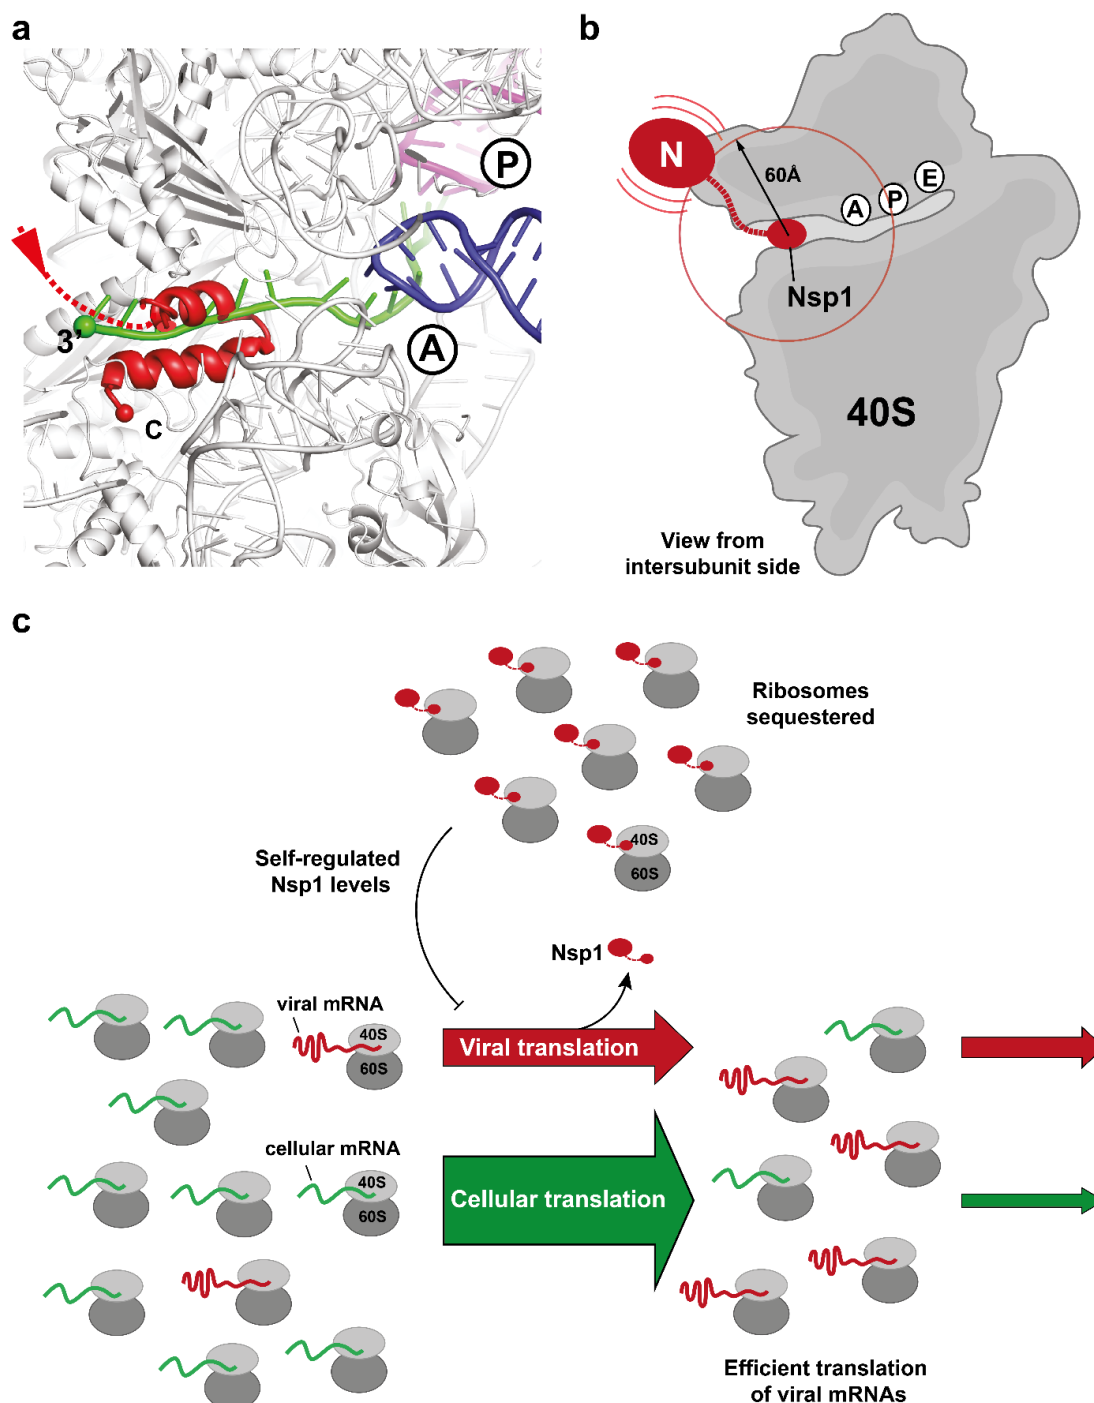 a
P
3'
A
C
b
N
60Å
E
P
A
Nsp1
40S
View from
intersubunit side
c
Ribosomes
sequestered
40S
60S
Self-regulated
Nsp1 levels
Nsp1
viral mRNA
40S
60S
Viral translation
cellular mRNA
40S
60S
Cellular translation
Efficient translation
of viral mRNAs